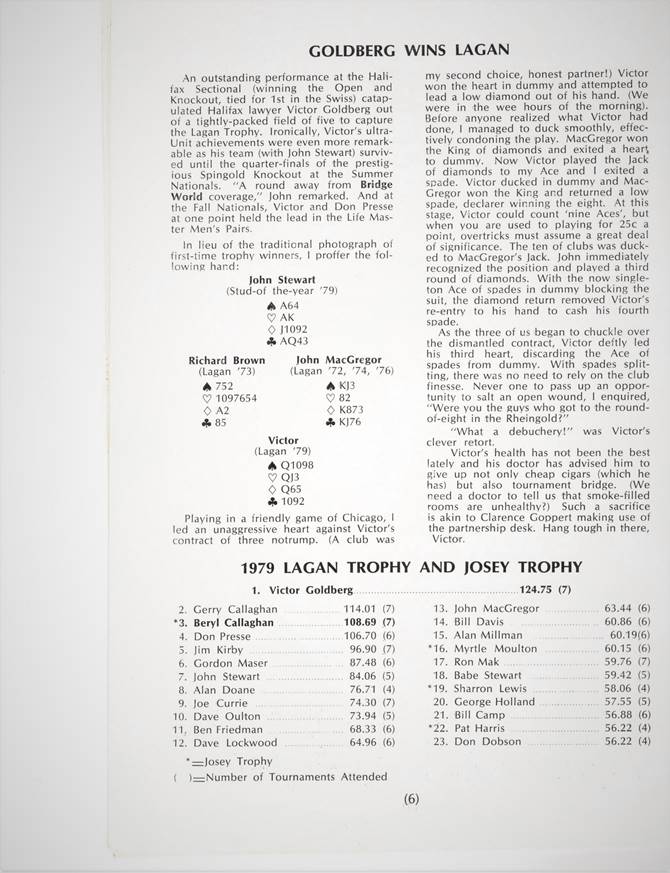 GOLDBERG WINS LAGAN
An outstanding performance at the Hali-
fax Sectional (winning the Open and
Knockout, tied for 1st in the Swiss) catap-
ulated Halifax lawyer Victor Goldberg out
of a tightly-packed field of five to capture
the Lagan Trophy. Ironically, Victor's ultra-
Unit achievements were even more remark-
able as his team (with John Stewart) surviv-
ed until the quarter-finals of the prestig-
ious Spingold Knockout at the Summer
Nationals. "A round away from Bridge
World coverage," John remarked. And at
the Fall Nationals, Victor and Don Presse
at one point held the lead in the Life Mas-
ter Men's Pairs.
In lieu of the traditional photograph of
first-time trophy winners, I proffer the fol-
lowing hand:
John Stewart
(Stud-of the-year '79)
♠ A64
♡ AK
◇ J1092
♣ AQ43
Richard Brown
(Lagan '73)
♠ 752
♡ 1097654
◇ A2
♣ 85
John MacGregor
(Lagan '72, '74, '76)
♠ KJ3
♡ 82
◇ K873
♣ KJ76
Victor
(Lagan '79)
♠ Q1098
♡ QJ3
◇ Q65
♣ 1092
Playing in a friendly game of Chicago, I
led an unaggressive heart against Victor's
contract of three notrump. (A club was
my second choice, honest partner!) Victor
won the heart in dummy and attempted to
lead a low diamond out of his hand. (We
were in the wee hours of the morning).
Before anyone realized what Victor had
done, I managed to duck smoothly, effec-
tively condoning the play. MacGregor won
the King of diamonds and exited a heart
to dummy. Now Victor played the Jack
of diamonds to my Ace and I exited a
spade. Victor ducked in dummy and Mac-
Gregor won the King and returned a low
spade, declarer winning the eight. At this
stage, Victor could count 'nine Aces', but
when you are used to playing for 25c a
point, overtricks must assume a great deal
of significance. The ten of clubs was duck-
ed to MacGregor's Jack. John immediately
recognized the position and played a third
round of diamonds. With the now single-
ton Ace of spades in dummy blocking the
suit, the diamond return removed Victor's
re-entry to his hand to cash his fourth
spade.
As the three of us began to chuckle over
the dismantled contract, Victor deftly led
his third heart, discarding the Ace of
spades from dummy. With spades split-
ting, there was no need to rely on the club
finesse. Never one to pass up an oppor-
tunity to salt an open wound, I enquired,
"Were you the guys who got to the round-
of-eight in the Rheingold?"
"What a debuchery!" was Victor's
clever retort.
Victor's health has not been the best
lately and his doctor has advised him to
give up not only cheap cigars (which he
has) but also tournament bridge. (We
need a doctor to tell us that smoke-filled
rooms are unhealthy?) Such a sacrifice
is akin to Clarence Goppert making use of
the partnership desk. Hang tough in there,
Victor.
1979 LAGAN TROPHY AND JOSEY TROPHY
1. Victor Goldberg 124.75 (7)
2. Gerry Callaghan 114.01 (7)
*3. Beryl Callaghan 108.69 (7)
4. Don Presse 106.70 (6)
5. Jim Kirby 96.90 (7)
6. Gordon Maser 87.48 (6)
7. John Stewart 84.06 (5)
8. Alan Doane 76.71 (4)
9. Joe Currie 74.30 (7)
10. Dave Oulton 73.94 (5)
11, Ben Friedman 68.33 (6)
12. Dave Lockwood 64.96 (6)
13. John MacGregor 63.44 (6)
14. Bill Davis 60.86 (6)
15. Alan Millman 60.19(6)
*16. Myrtle Moulton 60.15 (6)
17. Ron Mak 59.76 (7)
18. Babe Stewart 59.42 (5)
*19. Sharron Lewis 58.06 (4)
20. George Holland 57.55 (5)
21. Bill Camp 56.88 (6)
*22. Pat Harris 56.22 (4)
23. Don Dobson 56.22 (4)
*=Josey Trophy
( )=Number of Tournaments Attended
(6)